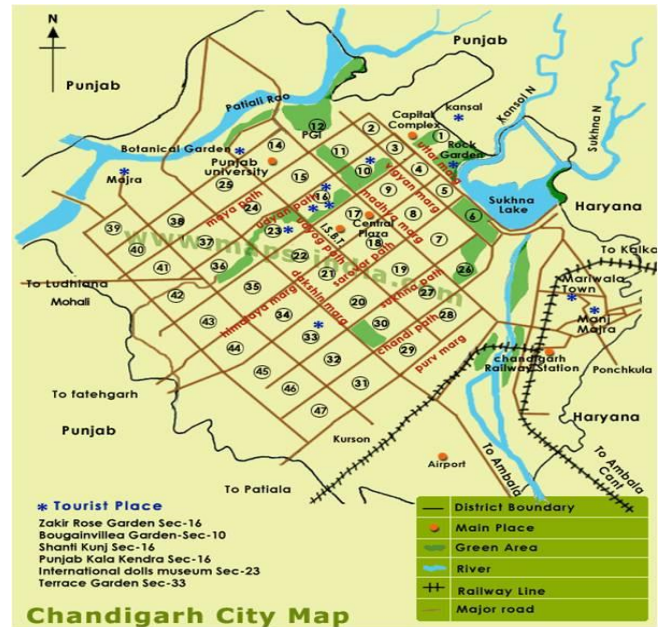 N
Punjab
Punjab
Patiali Rao
Capital
Complex
kansal
Kansol N
Sukhna N
Rock
Garden
Botanical Garden
PGI
Punjab
university
Majra
Sukhna
Lake
Haryana
uttar marg
udyan marg
madhya marg
maya path
udyan path
udyog path
I.S.B.T
Central
Plaza
sarovar path
sukhna path
dakshin marg
himalaya marg
chandi path
purv marg
1
2
3
4
5
6
7
8
9
10
11
12
14
15
16
17
18
19
20
21
22
23
24
25
26
27
28
29
30
31
32
33
34
35
36
37
38
39
40
41
42
43
44
45
46
47
www.maps-india.com
To Ludhiana
Mohali
To Kalka
Mariwala
Town
Mani
Majra
chandigarh
Railway Station
Ponchkula
Haryana
To fatehgarh
Punjab
Kurson
To Patiala
Airport
To Ambala
To Ambala
Cant
* Tourist Place
Zakir Rose Garden Sec-16
Bougainvillea Garden-Sec-10
Shanti Kunj Sec-16
Punjab Kala Kendra Sec-16
International dolls museum Sec-23
Terrace Garden Sec-33
District Boundary
Main Place
Green Area
River
Railway Line
Major road
Chandigarh City Map